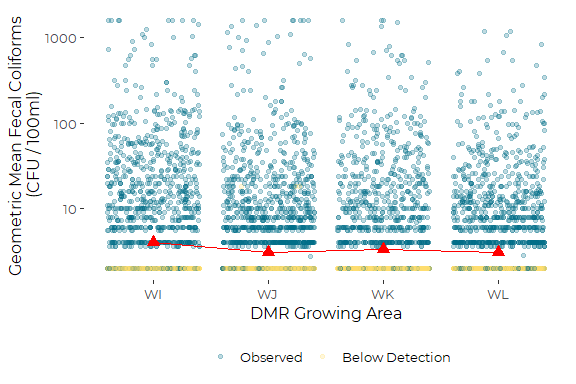 Geometric Mean Fecal Coliforms
(CFU / 100ml)
1000
100
10
WI WJ WK WL
DMR Growing Area
Observed Below Detection